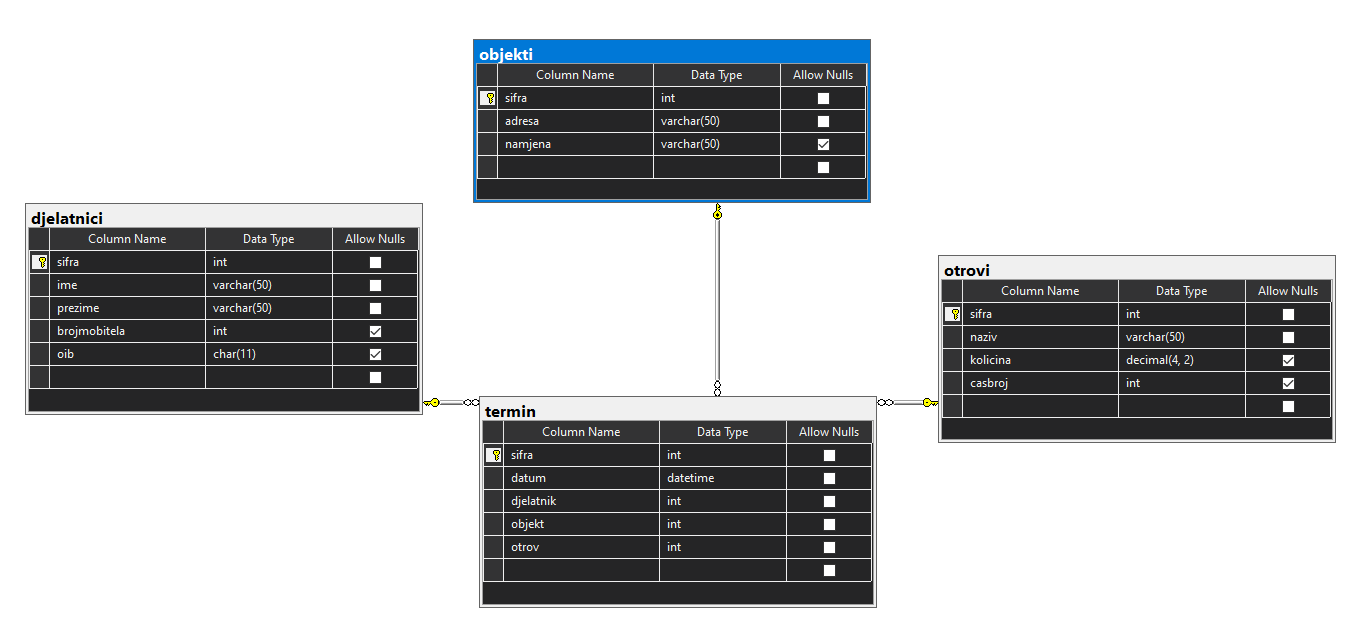 objekti
Column Name Data Type Allow Nulls
sifra int
adresa varchar(50)
namjena varchar(50)
djelatnici
Column Name Data Type Allow Nulls
sifra int
ime varchar(50)
prezime varchar(50)
brojmobitela int
oib char(11)
otrovi
Column Name Data Type Allow Nulls
sifra int
naziv varchar(50)
kolicina decimal(4, 2)
casbroj int
termin
Column Name Data Type Allow Nulls
sifra int
datum datetime
djelatnik int
objekt int
otrov int